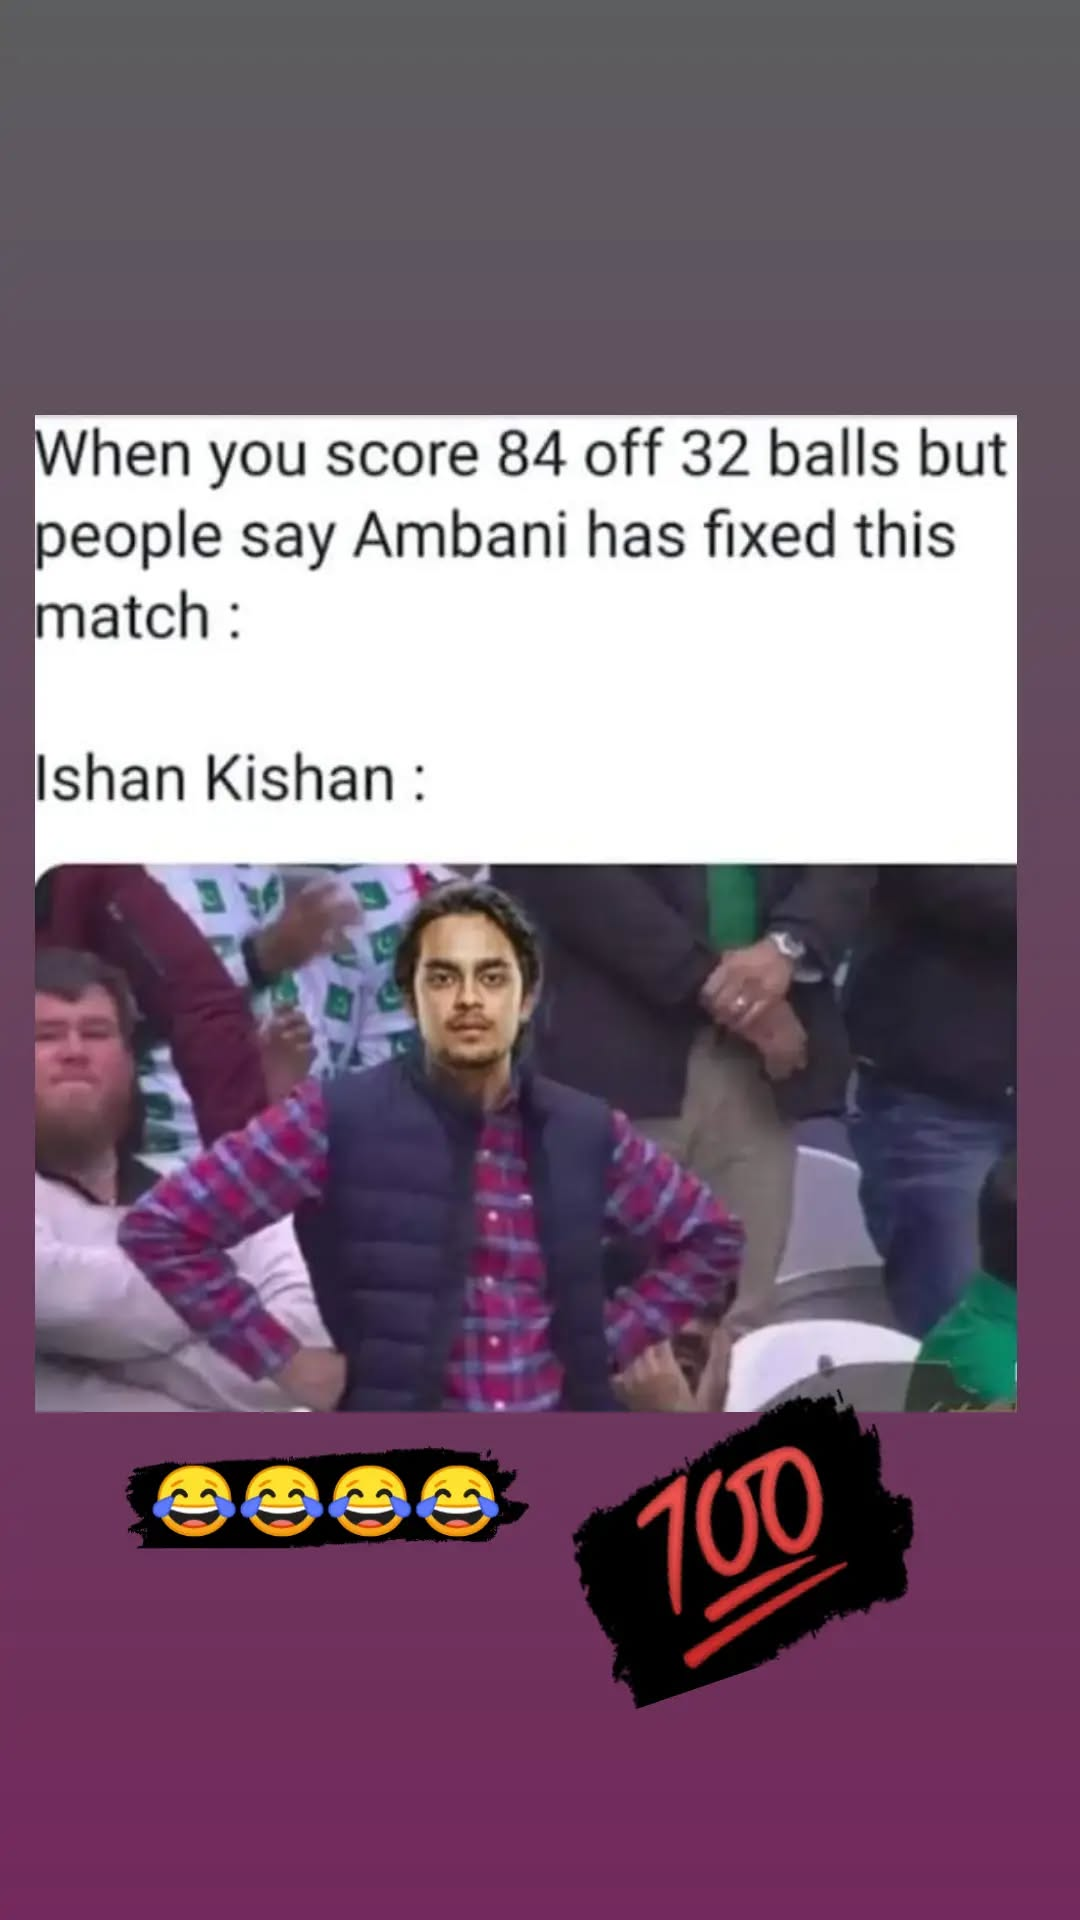 When you score 84 off 32 balls but
people say Ambani has fixed this
match :
Ishan Kishan :
😂😂😂😂
💯